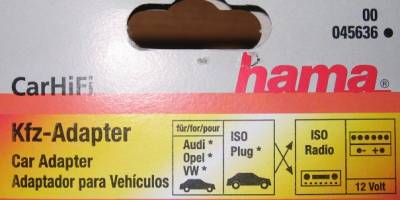 00
045636
CarHiFi
hama®
Kfz-Adapter
Car Adapter
Adaptador para Vehículos
für/for/pour
Audi *
Opel *
VW *
ISO
Plug *
ISO
Radio
- +
12 Volt